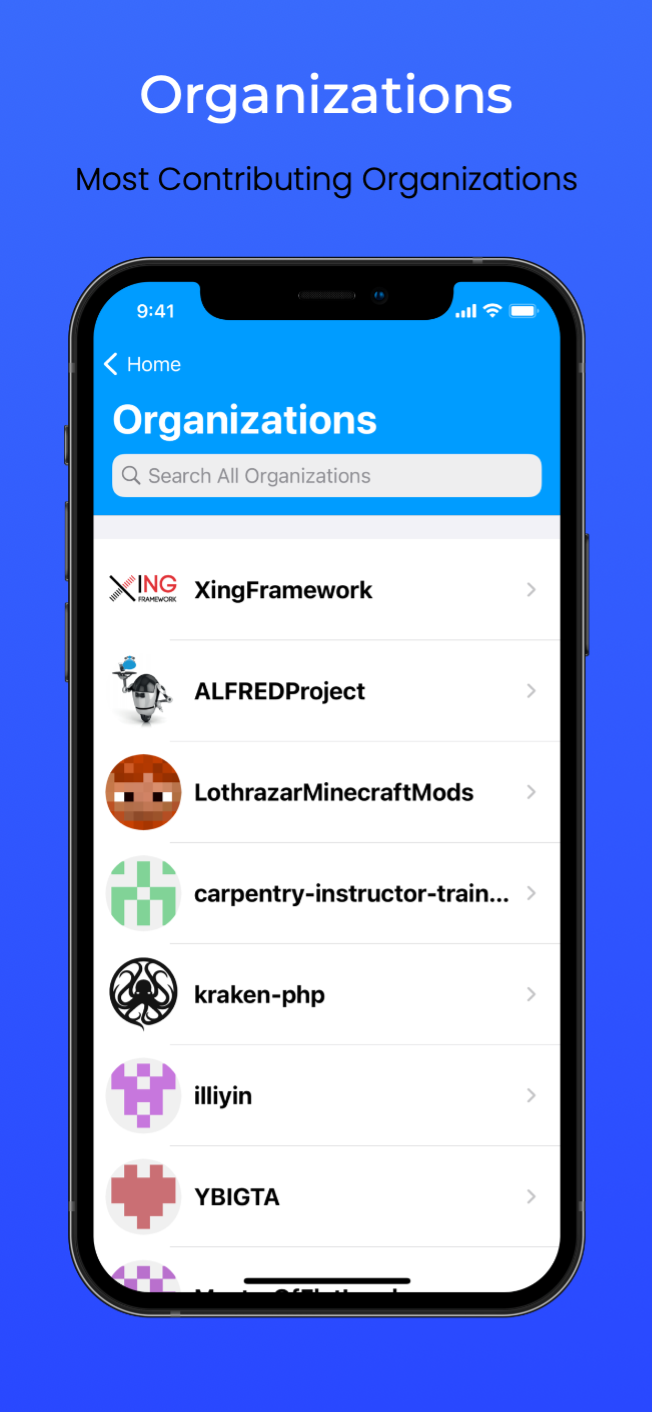 Organizations
Most Contributing Organizations
9:41
Home
Organizations
Search All Organizations
XING
FRAMEWORK
XingFramework
ALFREDProject
LothrazarMinecraftMods
carpentry-instructor-train...
kraken-php
illiyin
YBIGTA